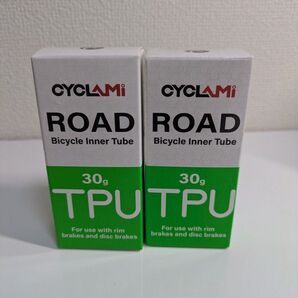 CYCLAMI
ROAD
Bicycle Inner Tube
30g
TPU
For use with rim
brakes and disc brakes
CYCLAMI
ROAD
Bicycle Inner Tube
30g
TPU
For use with rim
brakes and disc brakes